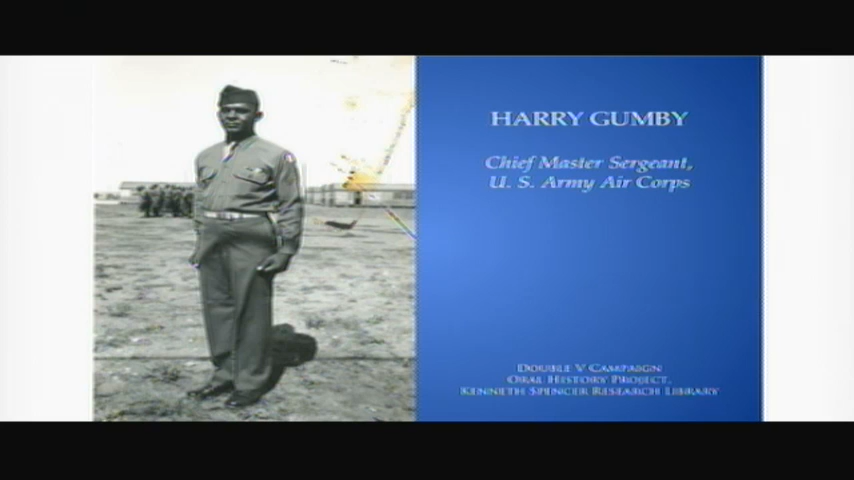 HARRY GUMBY
Chief Master Sergeant,
U. S. Army Air Corps
DOUBLE V CAMPAIGN
ORAL HISTORY PROJECT,
KENNETH SPENCER RESEARCH LIBRARY